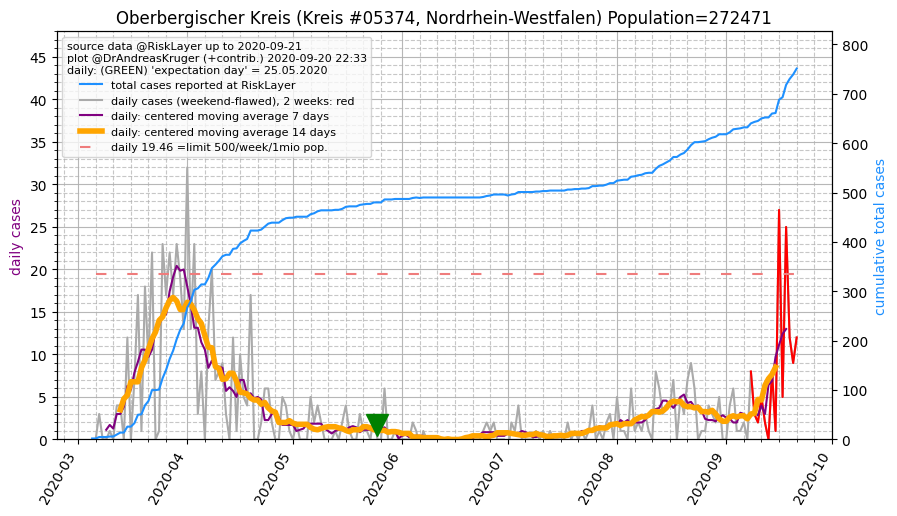 Oberbergischer Kreis (Kreis #05374, Nordrhein-Westfalen) Population=272471
source data @RiskLayer up to 2020-09-21
plot @DrAndreasKruger (+contrib.) 2020-09-20 22:33
daily: (GREEN) 'expectation day' = 25.05.2020
total cases reported at RiskLayer
daily cases (weekend-flawed), 2 weeks: red
daily: centered moving average 7 days
daily: centered moving average 14 days
daily 19.46 =limit 500/week/1mio pop.
daily cases
45
40
35
30
25
20
15
10
5
0
800
700
600
500
400
300
200
100
0
cumulative total cases
2020-03
2020-04
2020-05
2020-06
2020-07
2020-08
2020-09
2020-10